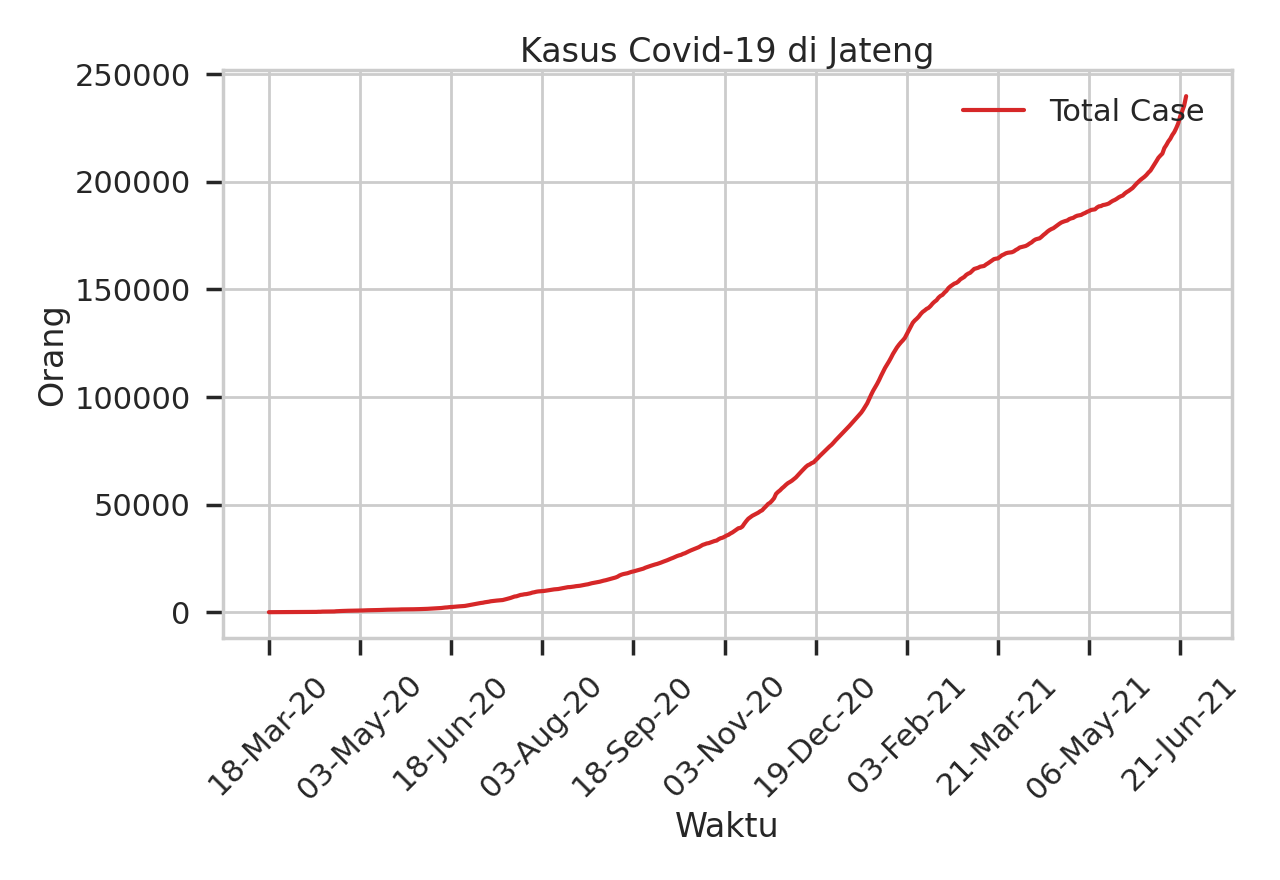 Kasus Covid-19 di Jateng
Total Case
Orang
250000
200000
150000
100000
50000
0
18-Mar-20
03-May-20
18-Jun-20
03-Aug-20
18-Sep-20
03-Nov-20
19-Dec-20
03-Feb-21
21-Mar-21
06-May-21
21-Jun-21
Waktu